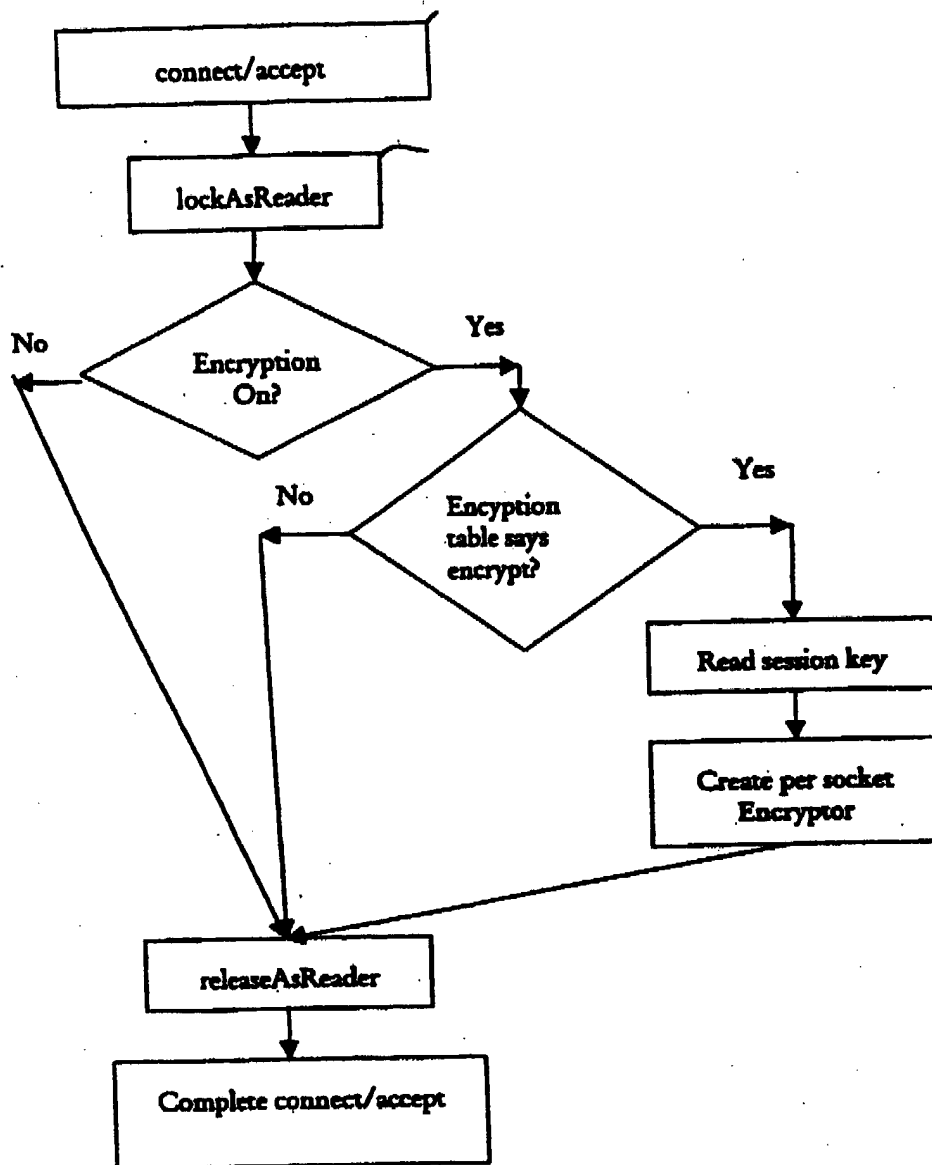 connect/accept
lockAsReader
No
Yes
Encryption
On?
No
Yes
Encyption
table says
encrypt?
Read session key
Create per socket
Encryptor
releaseAsReader
Complete connect/accept